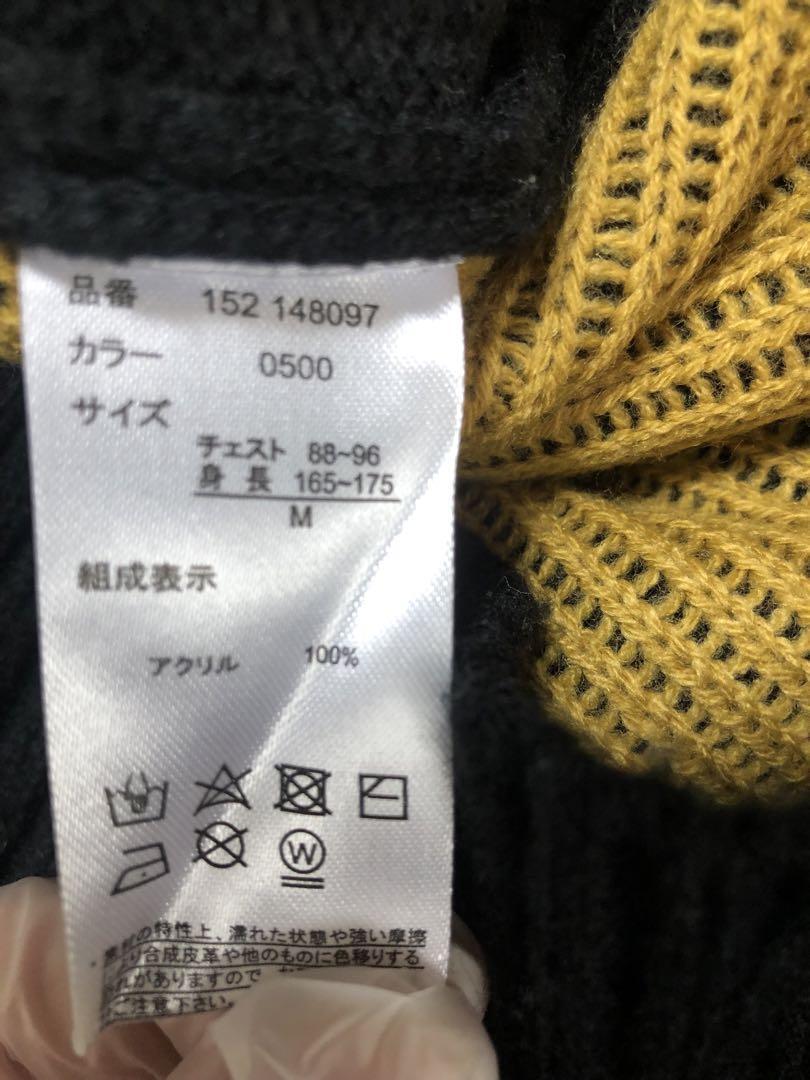 品番 152 148097
カラー 0500
サイズ
チェスト 88~96
身長 165~175
M
組成表示
アクリル 100%
W
の特性上、濡れた状態や強い摩擦
り合成皮革や他のものに色移りする
れがありますので
ご注意下さい。